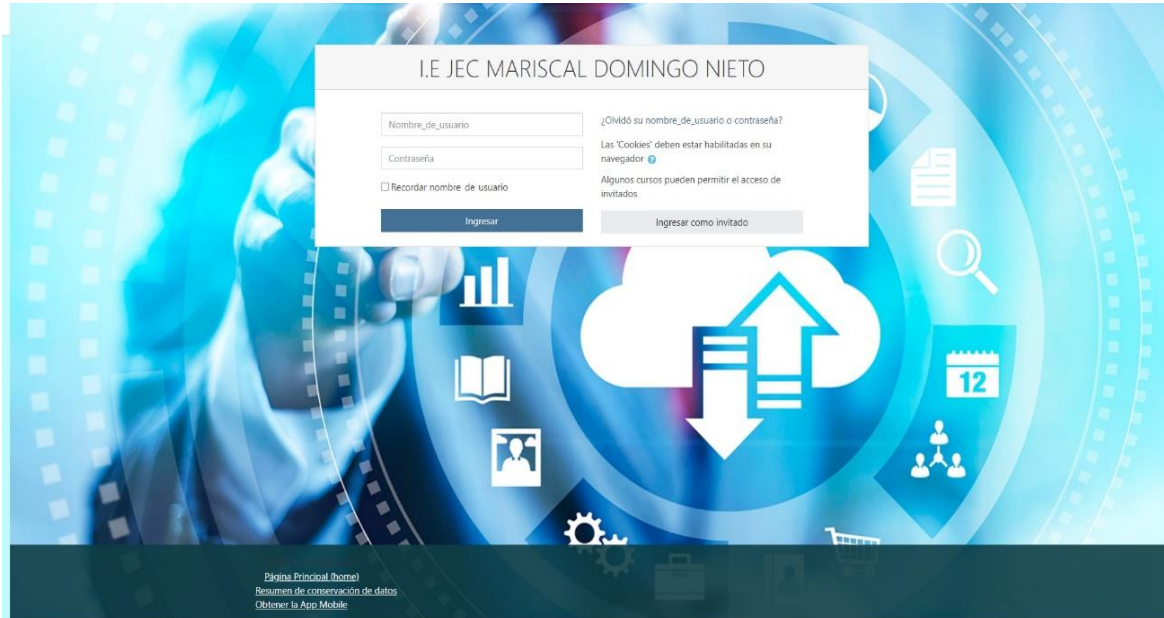 I.E JEC MARISCAL DOMINGO NIETO
Nombre_de_usuario
Contraseña
Recordar nombre de usuario
Ingresar
¿Olvidó su nombre_de_usuario o contraseña?
Las 'Cookies' deben estar habilitadas en su
navegador
Algunos cursos pueden permitir el acceso de
invitados
Ingresar como invitado
12
Página Principal (home)
Resumen de conservación de datos
Obtener la App Mobile